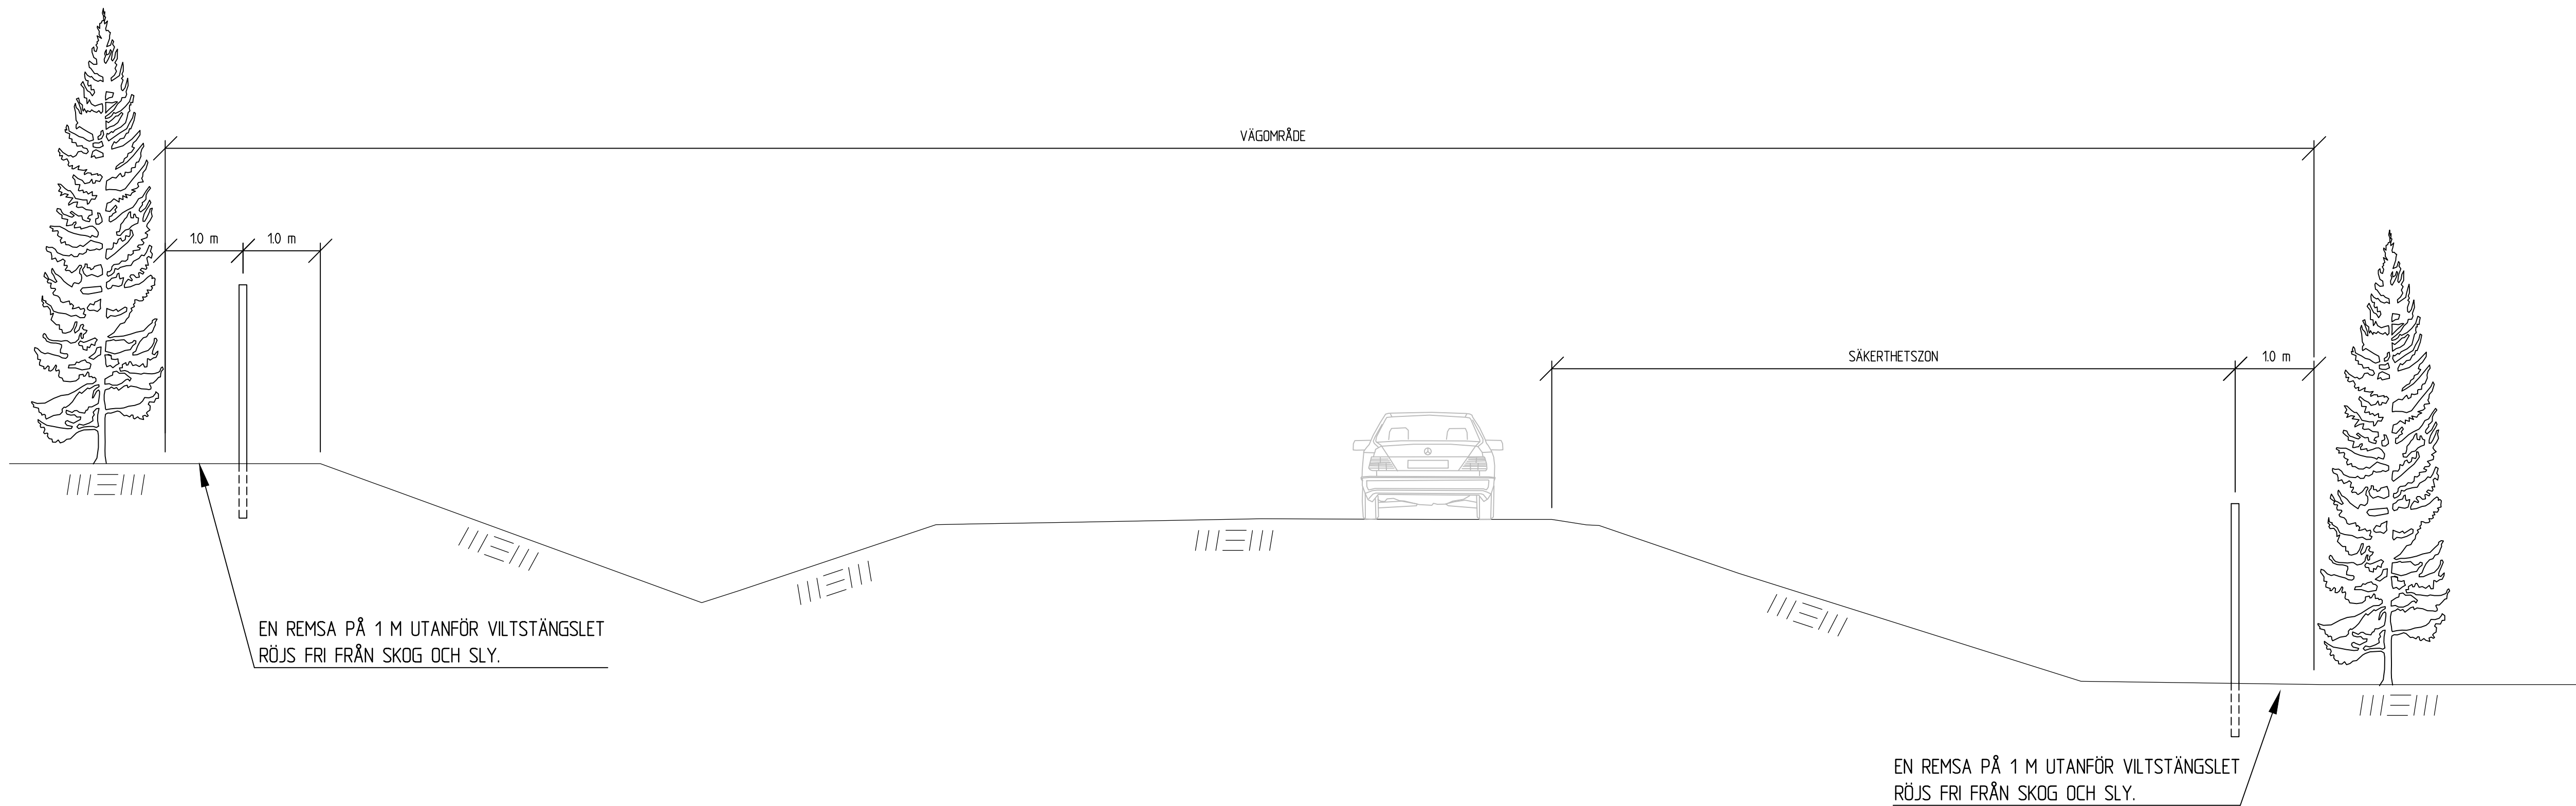 VÄGOMRÅDE
1.0 m
1.0 m
SÄKERTHETSZON
1.0 m
EN REMSA PÅ 1 M UTANFÖR VILTSTÄNGSLET
RÖJS FRI FRÅN SKOG OCH SLY.
EN REMSA PÅ 1 M UTANFÖR VILTSTÄNGSLET
RÖJS FRI FRÅN SKOG OCH SLY.